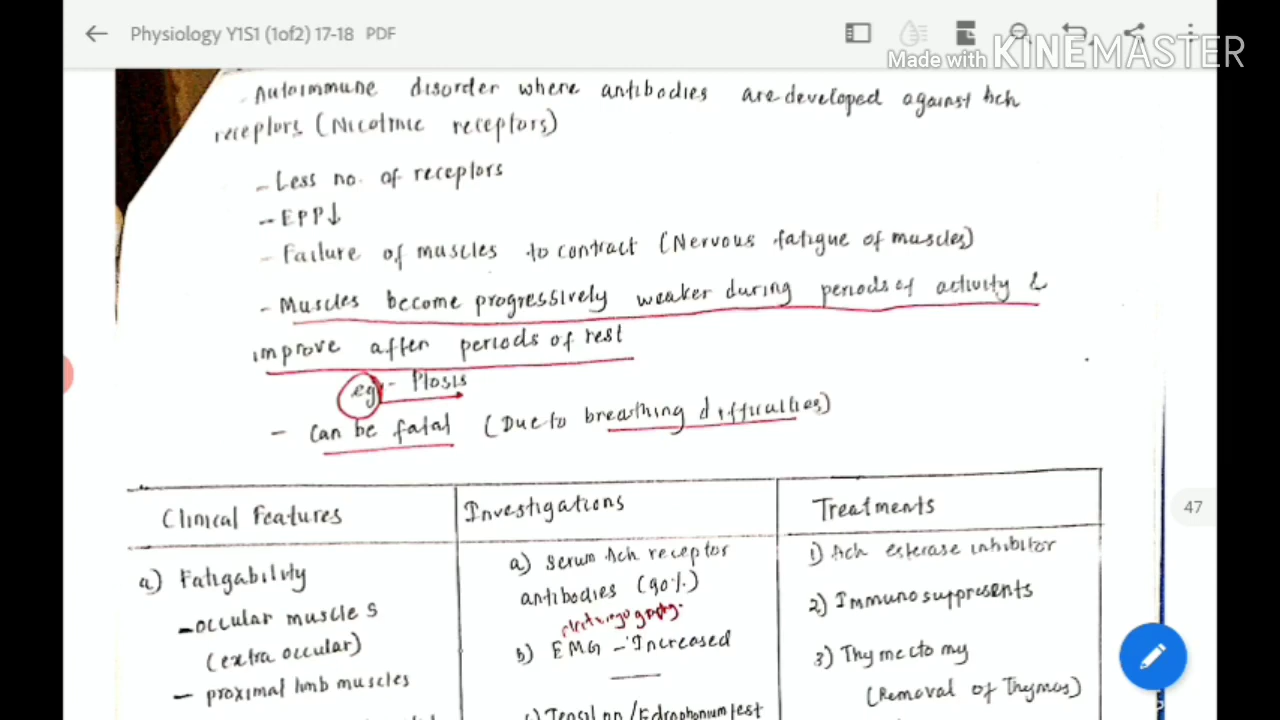 Physiology Y1S1 (1of2) 17-18 PDF
Made with KINEMASTER
Autoimmune disorder where antibodies are developed against Ach
receptors (Nicotinic receptors)
- Less no. of receptors
- EPP↓
- Failure of muscles to contract (Nervous fatigue of muscles)
- Muscles become progressively weaker during periods of activity &
improve after periods of rest
eg - Ptosis
- can be fatal (Due to breathing difficulties)
Clinical Features Investigations Treatments
a) Fatigability
- occular muscles
(extra occular)
- proximal limb muscles
a) serum Ach receptor
antibodies (90%)
b) EMG - Increased
c) Tensilon/Edrophonium test
1) Ach esterase inhibitor
2) Immunosuppresents
3) Thymectomy
(Removal of Thymus)
47